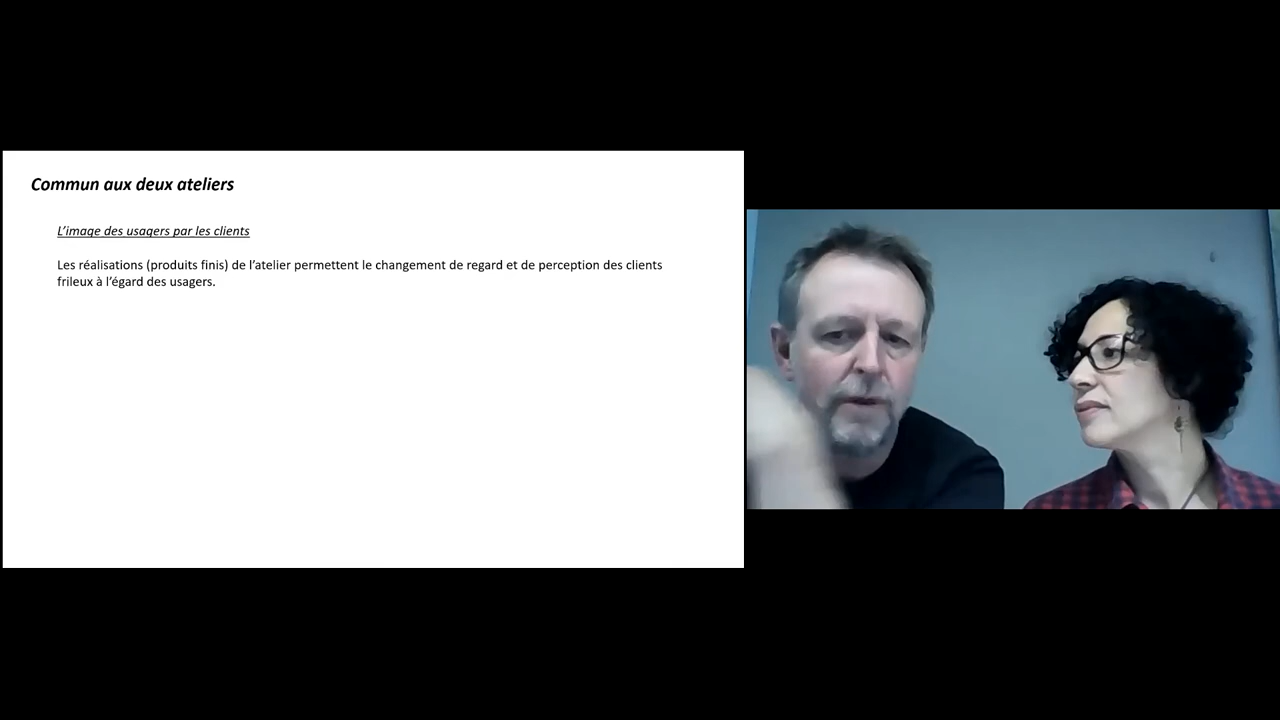 Commun aux deux ateliers
L’image des usagers par les clients
Les réalisations (produits finis) de l’atelier permettent le changement de regard et de perception des clients
frileux à l’égard des usagers.